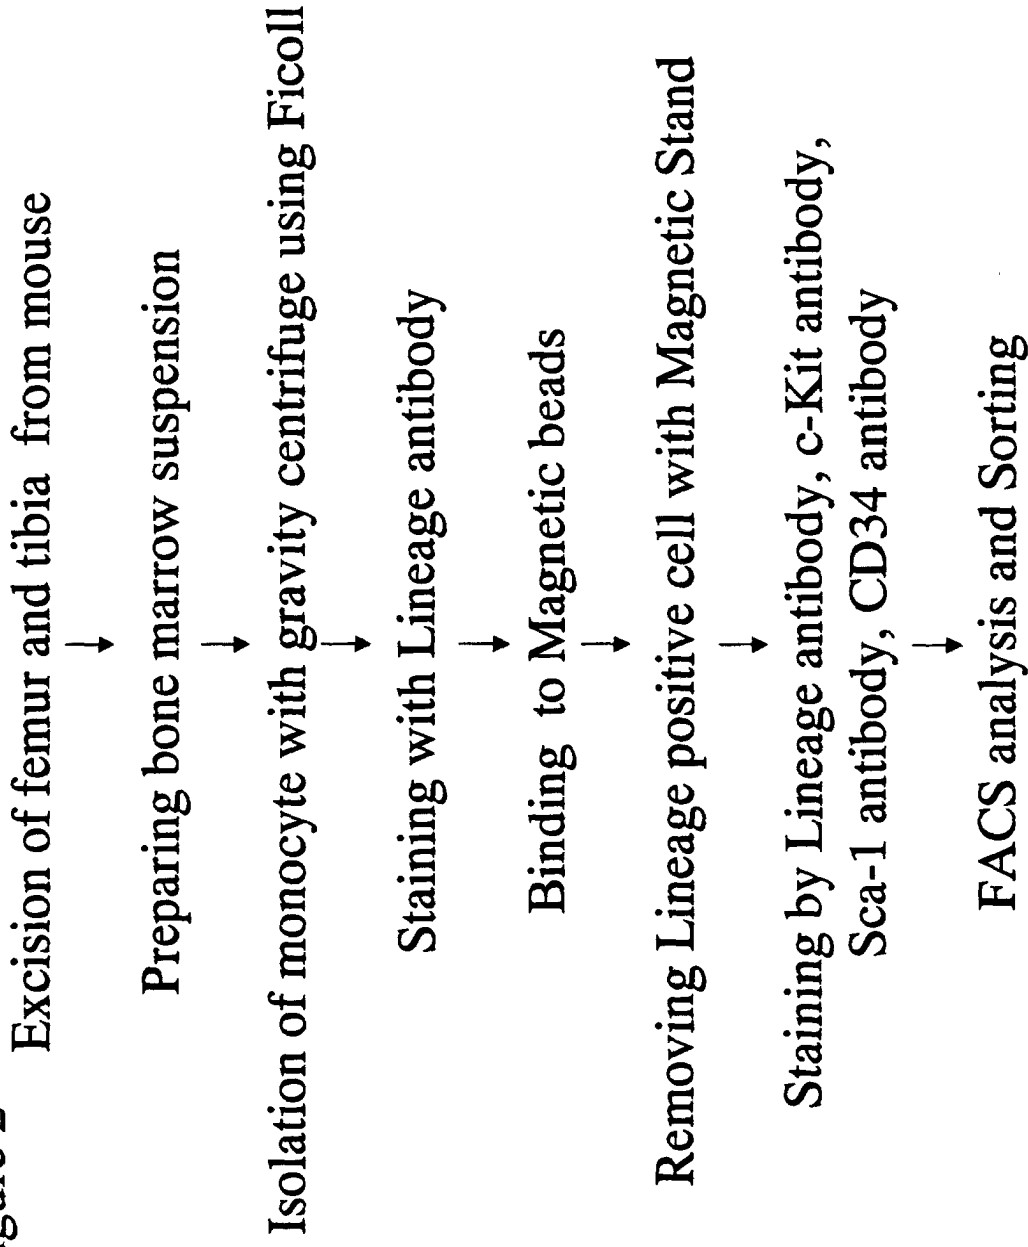 Excision of femur and tibia from mouse
Preparing bone marrow suspension
Isolation of monocyte with gravity centrifuge using Ficoll
Staining with Lineage antibody
Binding to Magnetic beads
Removing Lineage positive cell with Magnetic Stand
Staining by Lineage antibody, c-Kit antibody,
Sca-1 antibody, CD34 antibody
FACS analysis and Sorting